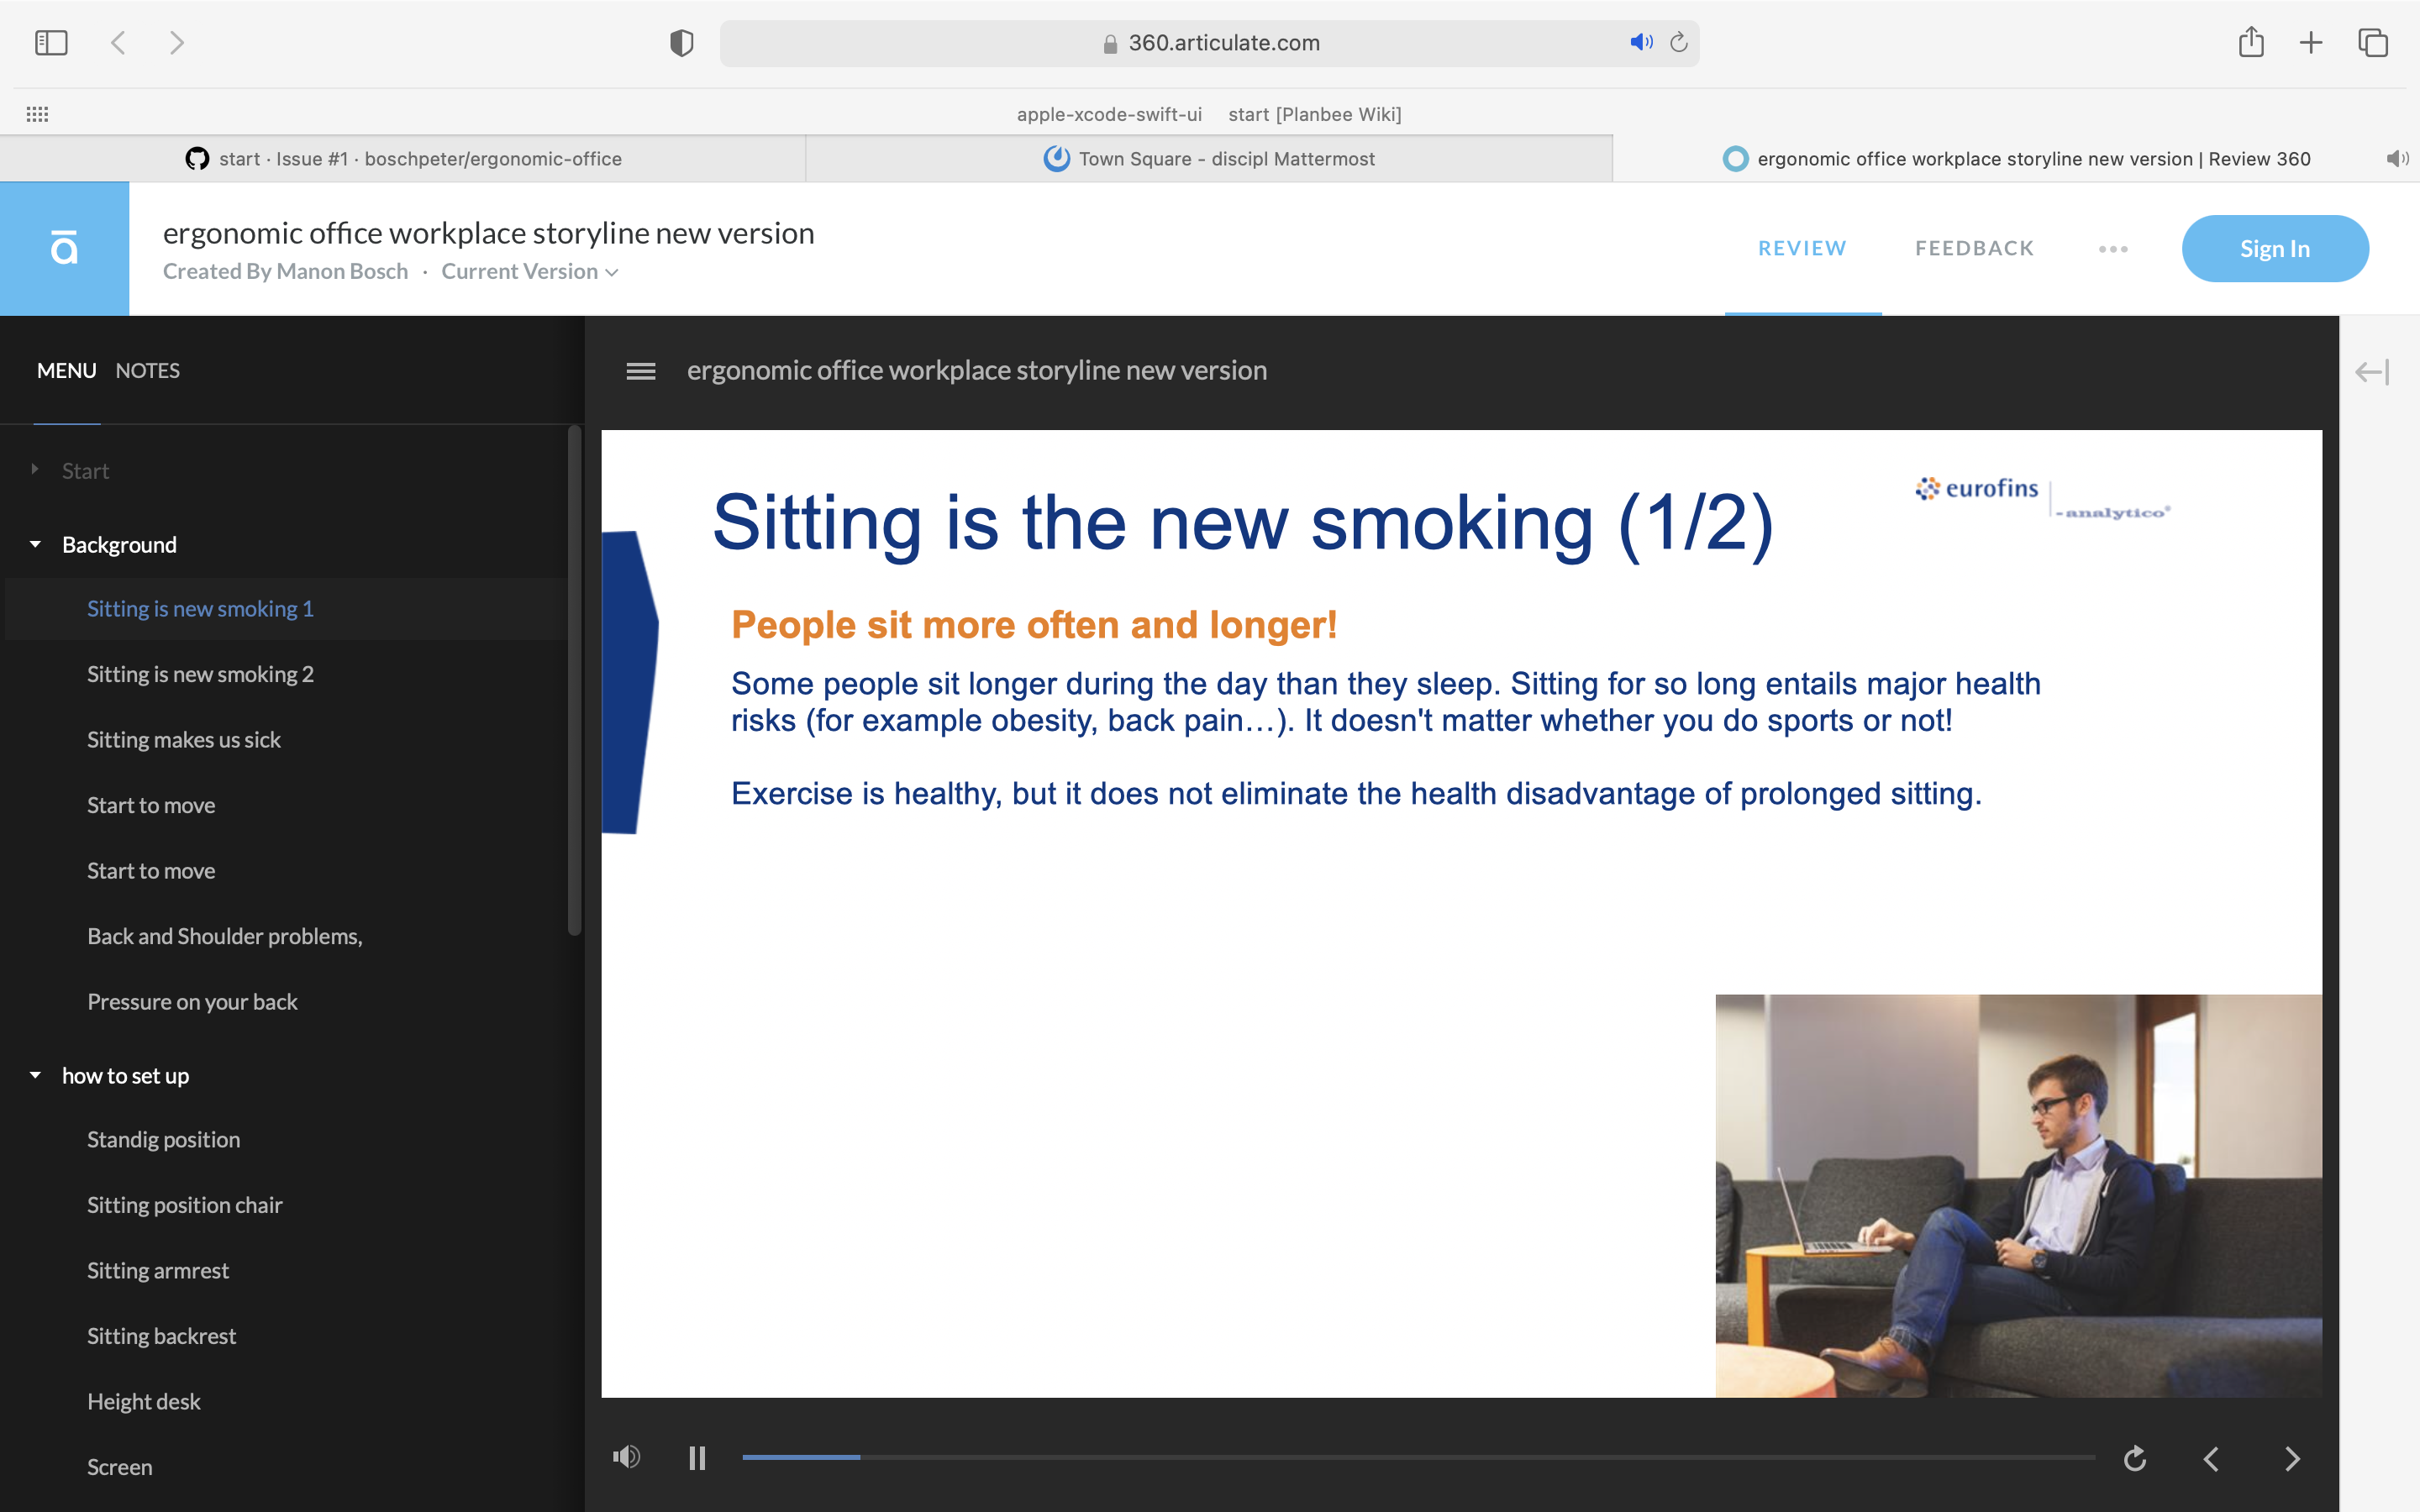 360.articulate.com
apple-xcode-swift-ui start [Planbee Wiki]
start · Issue #1 · boschpeter/ergonomic-office
Town Square - discipl Mattermost
ergonomic office workplace storyline new version | Review 360
ā
ergonomic office workplace storyline new version
Created By Manon Bosch · Current Version
REVIEW
FEEDBACK
Sign In
MENU NOTES
Start
Background
Sitting is new smoking 1
Sitting is new smoking 2
Sitting makes us sick
Start to move
Start to move
Back and Shoulder problems,
Pressure on your back
how to set up
Standig position
Sitting position chair
Sitting armrest
Sitting backrest
Height desk
Screen
ergonomic office workplace storyline new version
Sitting is the new smoking (1/2)
eurofins
-analytico®
People sit more often and longer!
Some people sit longer during the day than they sleep. Sitting for so long entails major health
risks (for example obesity, back pain…). It doesn't matter whether you do sports or not!
Exercise is healthy, but it does not eliminate the health disadvantage of prolonged sitting.